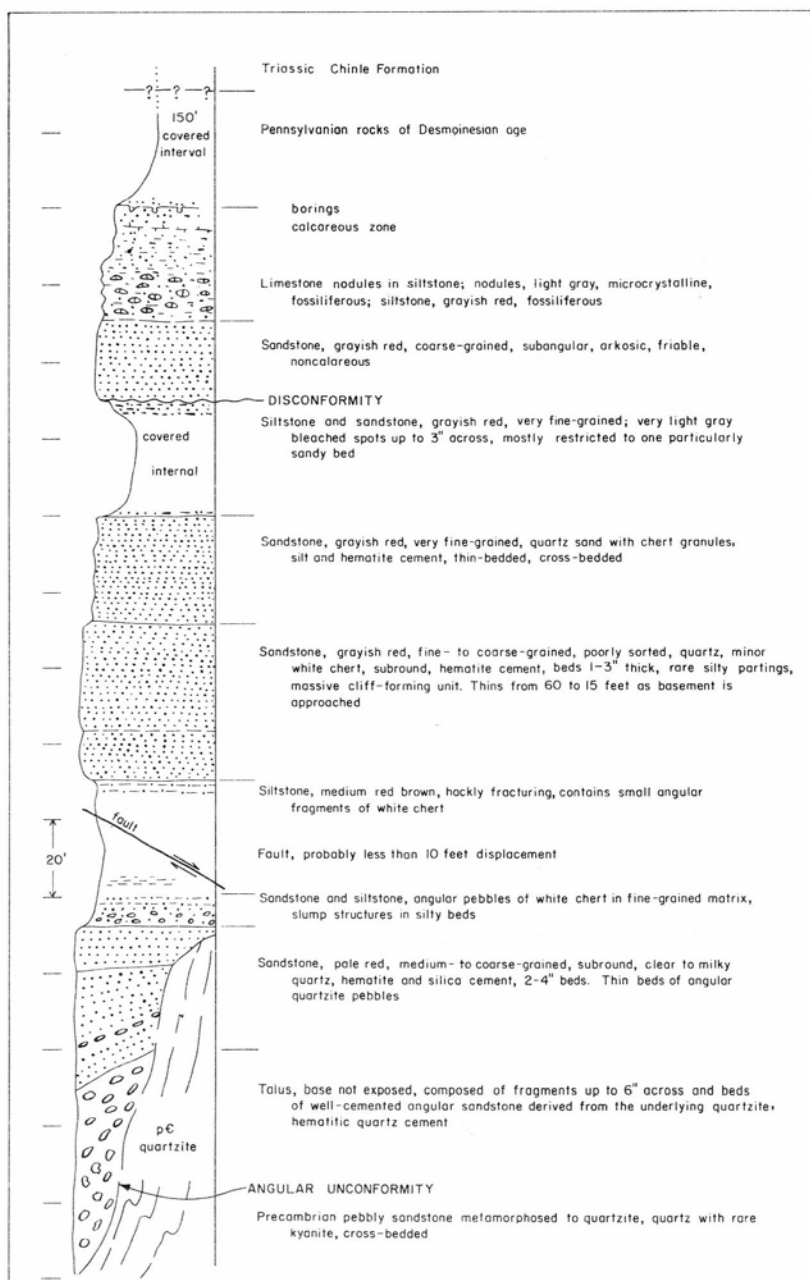 Triassic Chinle Formation
? ? ?
150'
covered
interval
Pennsylvanian rocks of Desmoinesian age
borings
calcareous zone
Limestone nodules in siltstone; nodules, light gray, microcrystalline,
fossiliferous; siltstone, grayish red, fossiliferous
Sandstone, grayish red, coarse-grained, subangular, arkosic, friable,
noncalareous
DISCONFORMITY
Siltstone and sandstone, grayish red, very fine-grained; very light gray
bleached spots up to 3" across, mostly restricted to one particularly
sandy bed
covered
internal
Sandstone, grayish red, very fine-grained, quartz sand with chert granules,
silt and hematite cement, thin-bedded, cross-bedded
Sandstone, grayish red, fine- to coarse-grained, poorly sorted, quartz, minor
white chert, subround, hematite cement, beds 1-3" thick, rare silty partings,
massive cliff-forming unit. Thins from 60 to 15 feet as basement is
approached
Siltstone, medium red brown, hackly fracturing, contains small angular
fragments of white chert
fault
20'
Fault, probably less than 10 feet displacement
Sandstone and siltstone, angular pebbles of white chert in fine-grained matrix,
slump structures in silty beds
Sandstone, pale red, medium- to coarse-grained, subround, clear to milky
quartz, hematite and silica cement, 2-4" beds. Thin beds of angular
quartzite pebbles
Talus, base not exposed, composed of fragments up to 6" across and beds
of well-cemented angular sandstone derived from the underlying quartzite,
hematitic quartz cement
p€
quartzite
ANGULAR UNCONFORMITY
Precambrian pebbly sandstone metamorphosed to quartzite, quartz with rare
kyanite, cross-bedded